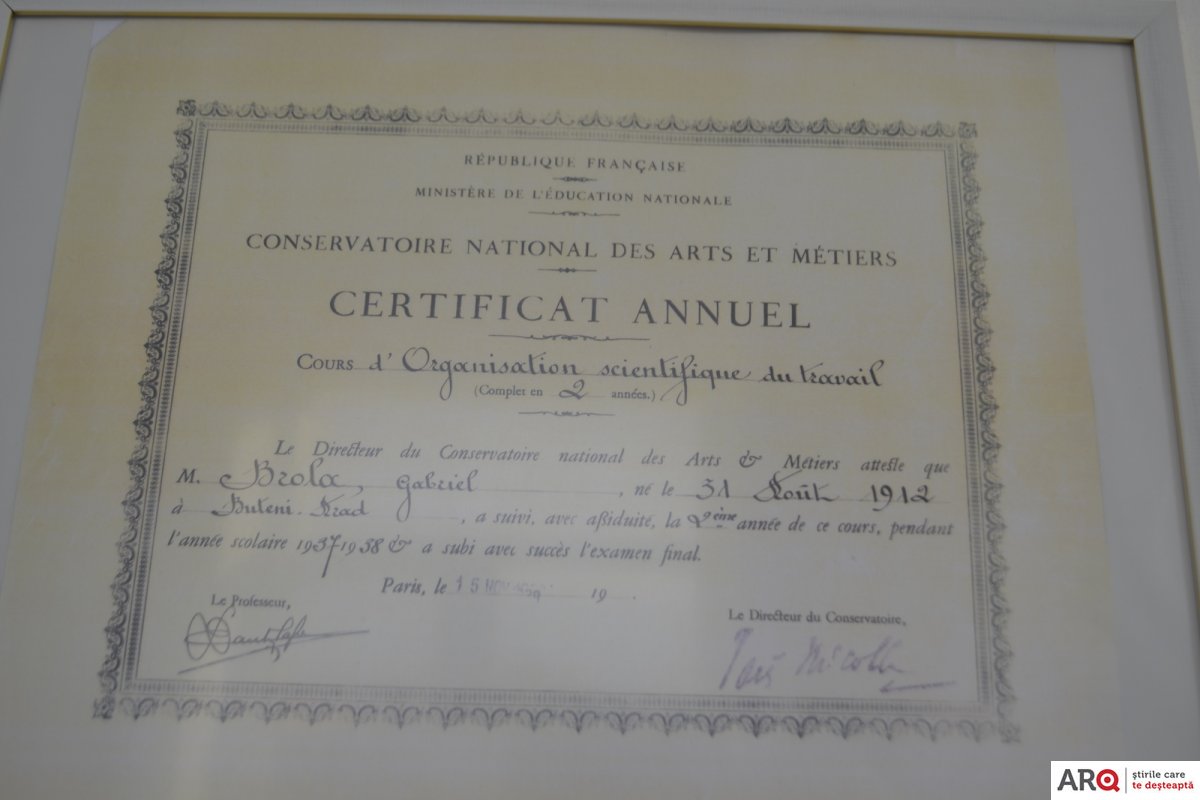 RÉPUBLIQUE FRANÇAISE
MINISTÈRE DE L'ÉDUCATION NATIONALE
CONSERVATOIRE NATIONAL DES ARTS ET MÉTIERS
CERTIFICAT ANNUEL
COURS d'Organisation scientifique du travail
(Complet en 2 années.)
Le Directeur du Conservatoire national des Arts & Métiers atteste que
M. Brola, Gabriel, né le 31 Août 1912
à Buteni-Arad, a suivi, avec assiduité, la 2ème année de ce cours, pendant
l'année scolaire 1937-1938 & a subi avec succès l'examen final.
Paris, le 15 NOV 19
Le Professeur,
Le Directeur du Conservatoire,
ARQ știrile care
te deșteaptă